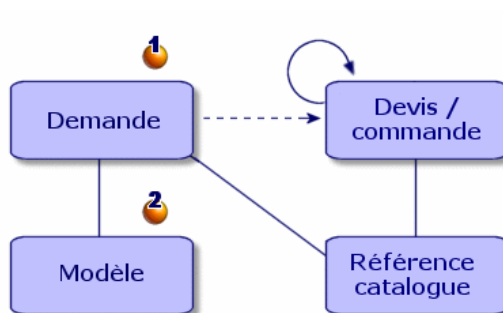 1
Demande
Devis /
commande
2
Modèle
Référence
catalogue